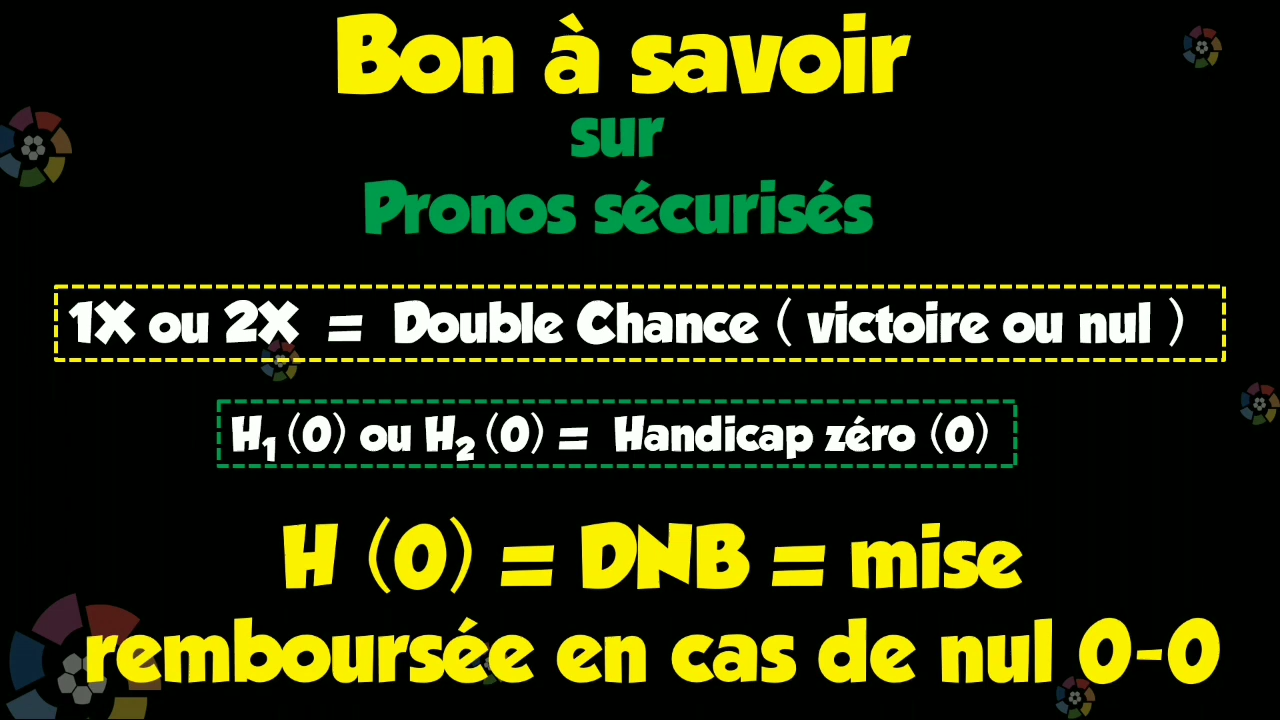 Bon à savoir
sur
Pronos sécurisés
1X ou 2X = Double Chance ( victoire ou nul )
H1 (0) ou H2 (0) = Handicap zéro (0)
H (0) = DNB = mise
remboursée en cas de nul 0-0